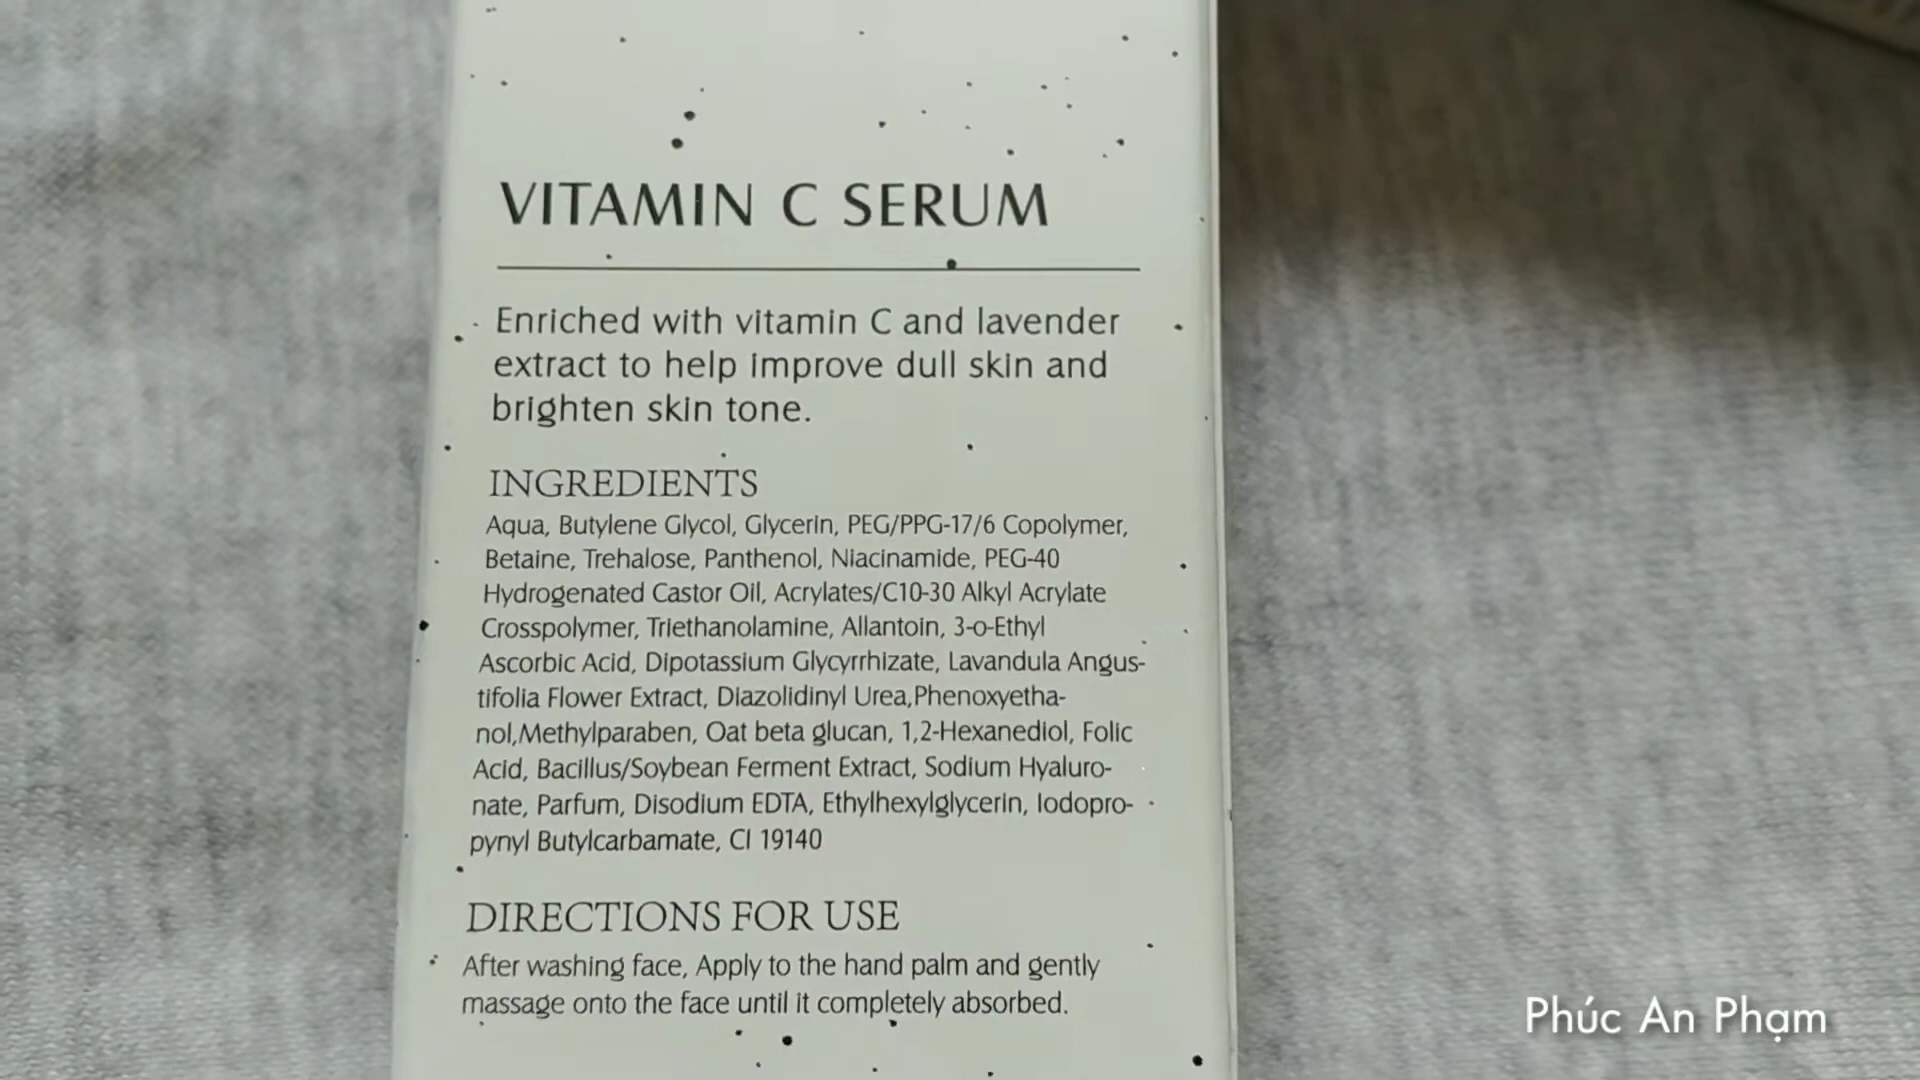 VITAMIN C SERUM
Enriched with vitamin C and lavender
extract to help improve dull skin and
brighten skin tone.
INGREDIENTS
Aqua, Butylene Glycol, Glycerin, PEG/PPG-17/6 Copolymer,
Betaine, Trehalose, Panthenol, Niacinamide, PEG-40
Hydrogenated Castor Oil, Acrylates/C10-30 Alkyl Acrylate
Crosspolymer, Triethanolamine, Allantoin, 3-o-Ethyl
Ascorbic Acid, Dipotassium Glycyrrhizate, Lavandula Angus-
tifolia Flower Extract, Diazolidinyl Urea,Phenoxyetha-
nol,Methylparaben, Oat beta glucan, 1,2-Hexanediol, Folic
Acid, Bacillus/Soybean Ferment Extract, Sodium Hyaluro-
nate, Parfum, Disodium EDTA, Ethylhexylglycerin, Iodopro-
pynyl Butylcarbamate, CI 19140
DIRECTIONS FOR USE
After washing face, Apply to the hand palm and gently
massage onto the face until it completely absorbed.
Phúc An Phạm